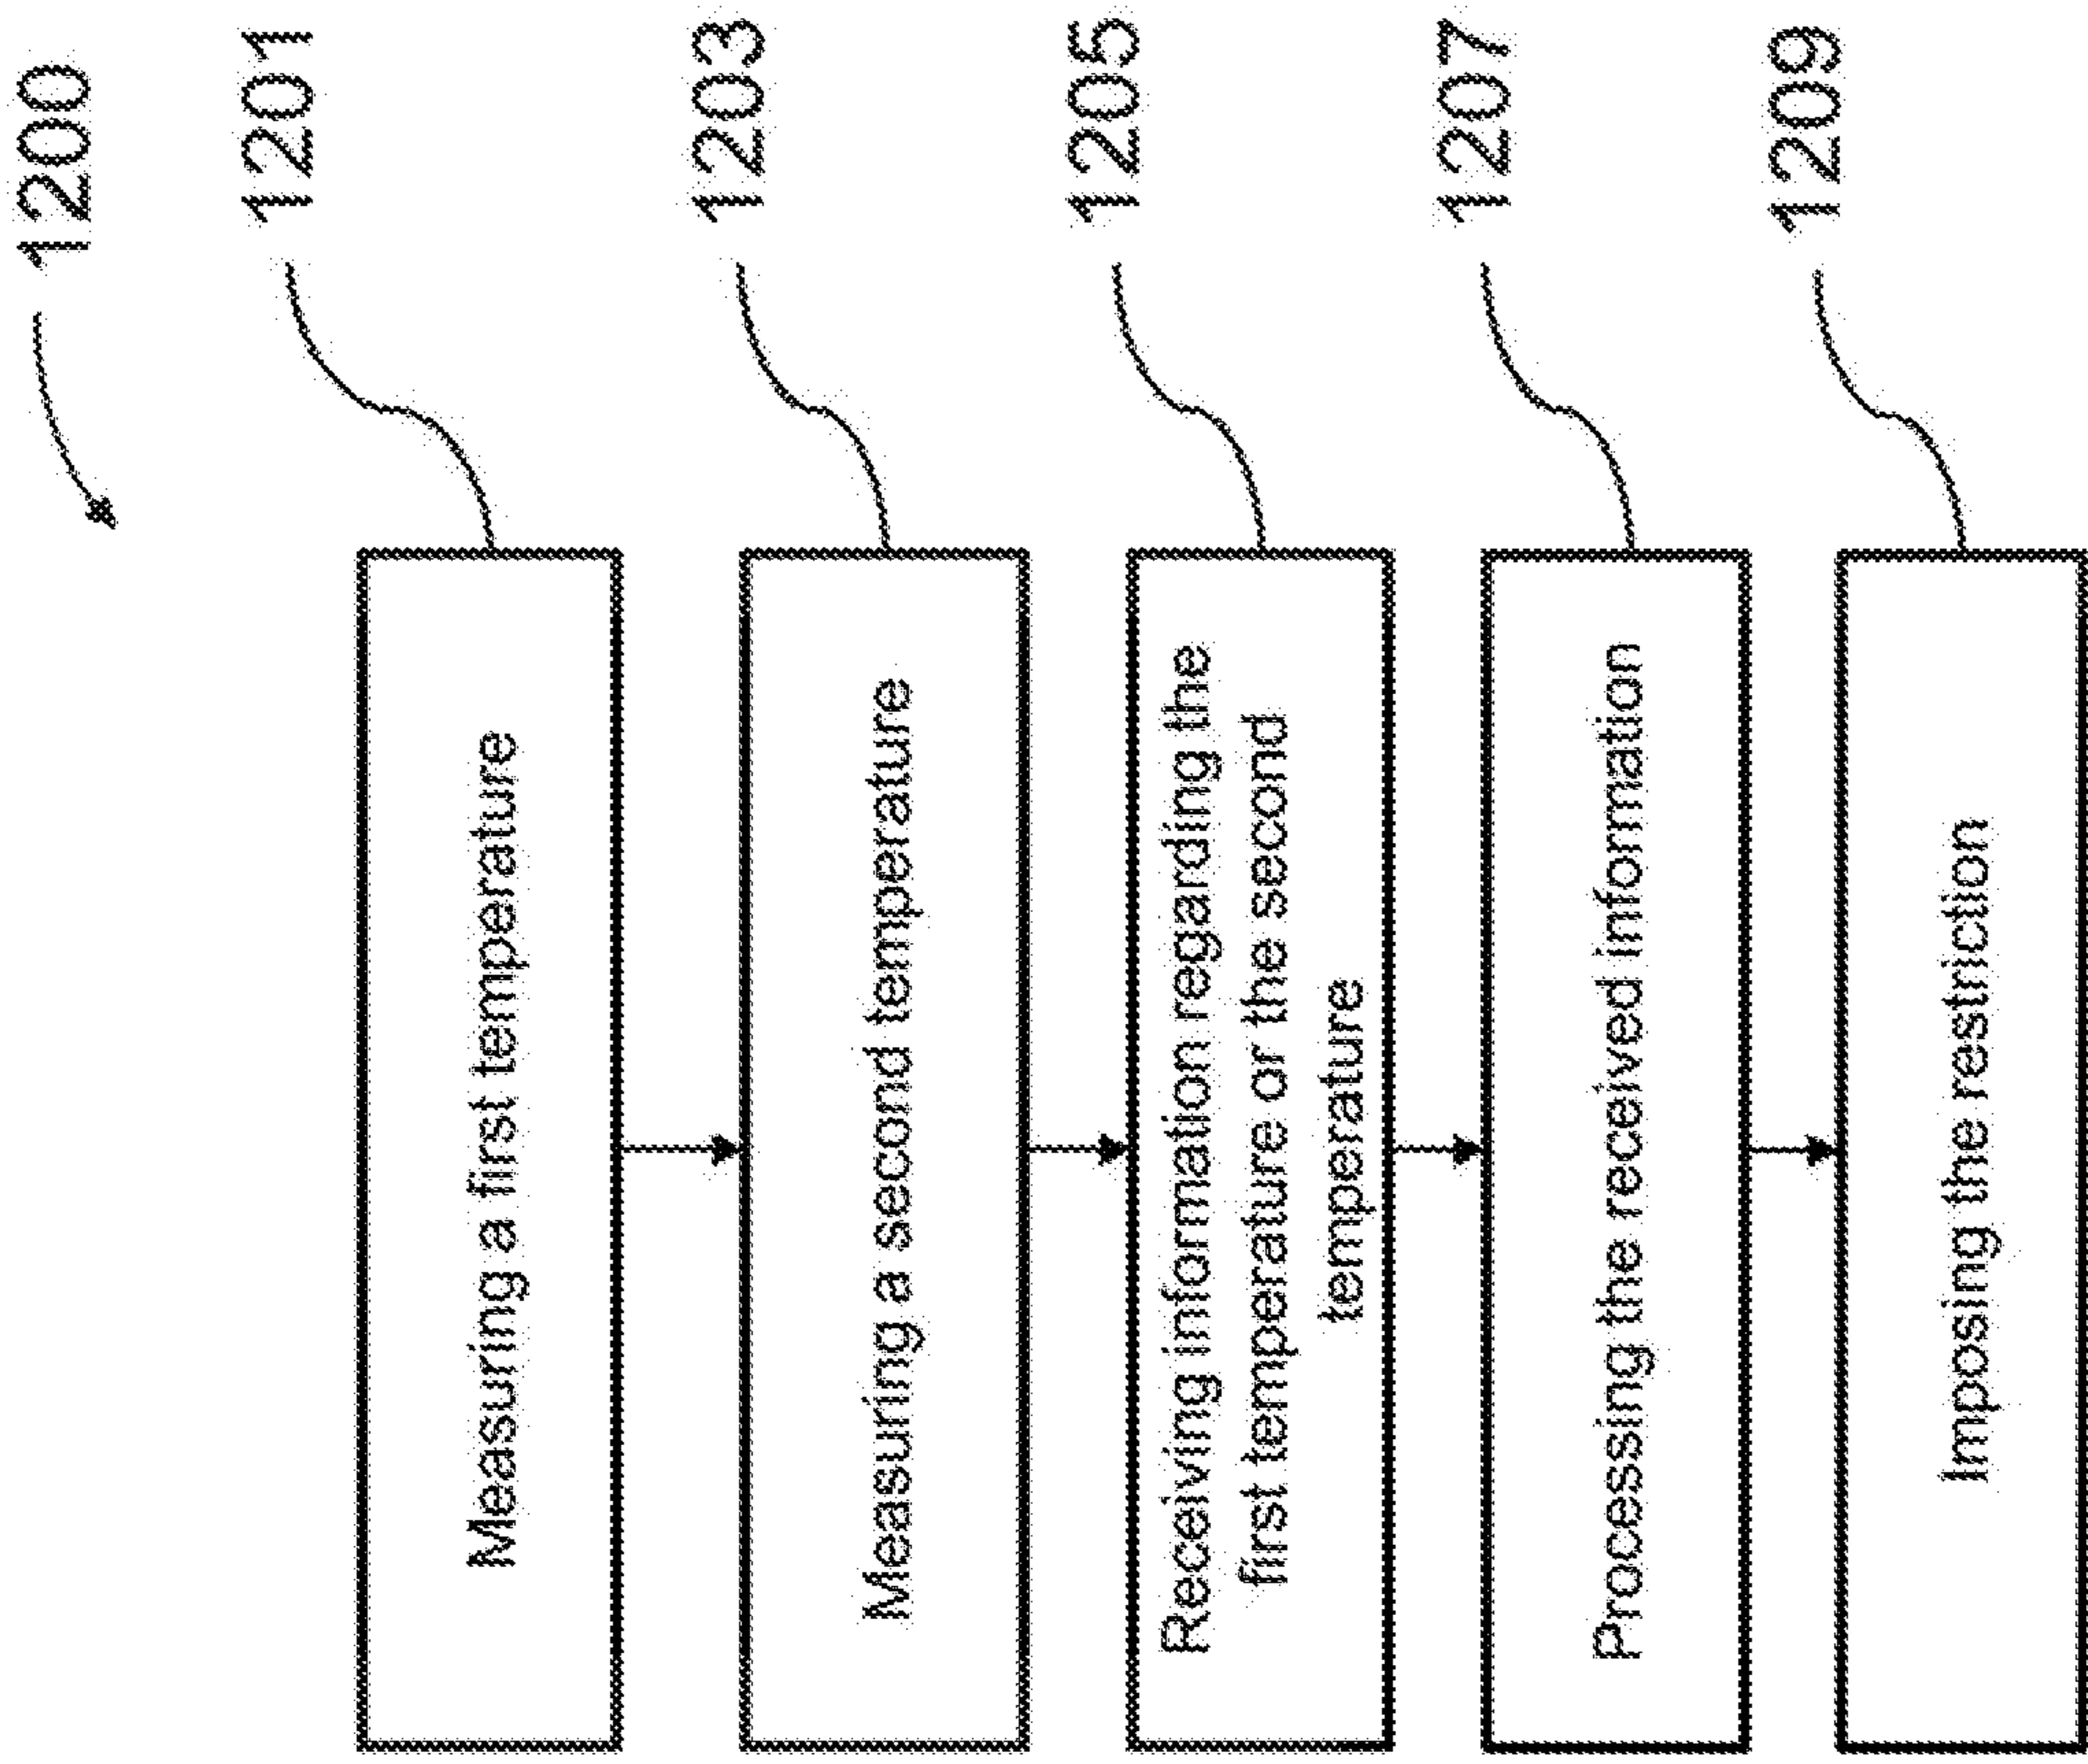 1200
1201
Measuring a first temperature
1203
Measuring a second temperature
1205
Receiving information regarding the
first temperature or the second
temperature
1207
Processing the received information
1209
Imposing the restriction